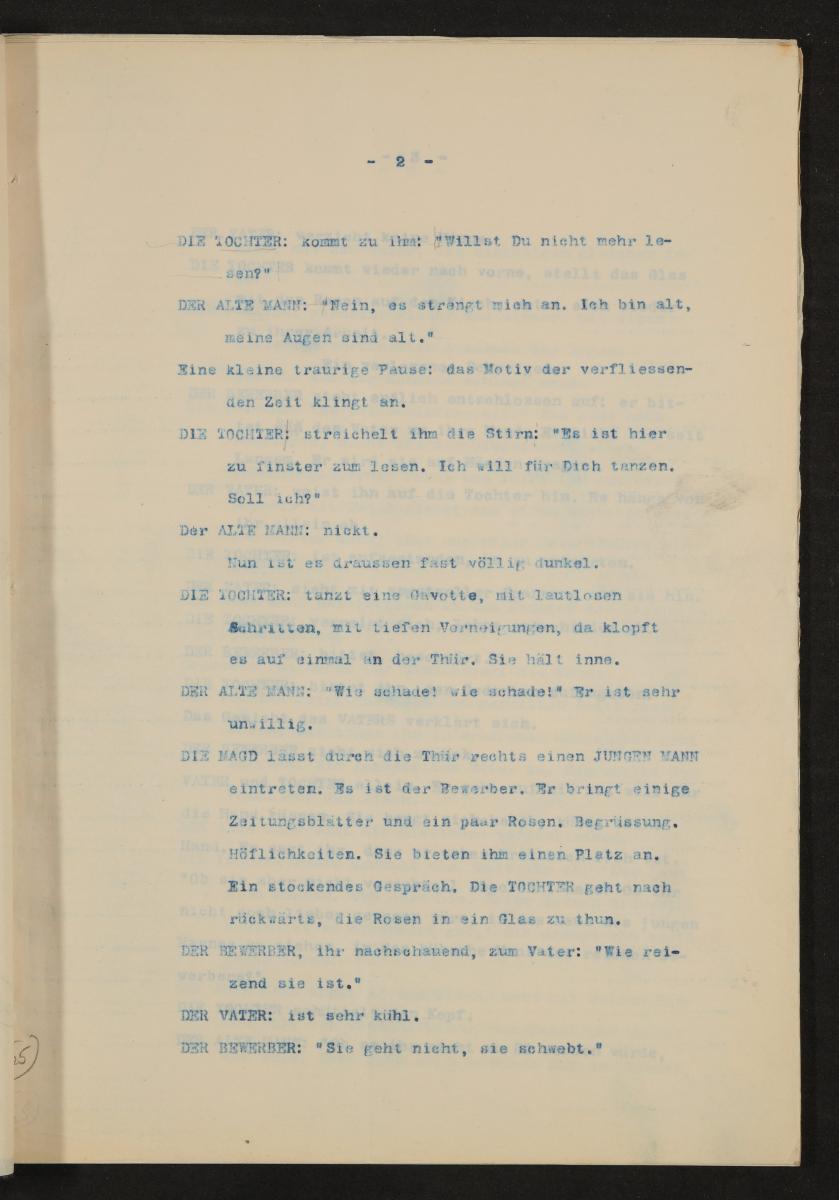 - 2 -
DIE TOCHTER: kommt zu ihm: "Willst Du nicht mehr le-
sen?"
DER ALTE MANN: "Nein, es strengt mich an. Ich bin alt,
meine Augen sind alt."
Eine kleine traurige Pause: das Motiv der verfliessen-
den Zeit klingt an.
DIE TOCHTER: streichelt ihm die Stirn: "Es ist hier
zu finster zum lesen. Ich will für Dich tanzen.
Soll ich?"
Der ALTE MANN: nickt.
Nun ist es draussen fast völlig dunkel.
DIE TOCHTER: tanzt eine Gavotte, mit lautlosen
Schritten, mit tiefen Verneigungen, da klopft
es auf einmal an der Thür. Sie hält inne.
DER ALTE MANN: "Wie schade! wie schade!" Er ist sehr
unwillig.
DIE MAGD lässt durch die Thür rechts einen JUNGEN MANN
eintreten. Es ist der Bewerber. Er bringt einige
Zeitungsblätter und ein paar Rosen. Begrüssung.
Höflichkeiten. Sie bieten ihm einen Platz an.
Ein stockendes Gespräch. Die TOCHTER geht nach
rückwärts, die Rosen in ein Glas zu thun.
DER BEWERBER, ihr nachschauend, zum Vater: "Wie rei-
zend sie ist."
DER VATER: ist sehr kühl.
DER BEWERBER: "Sie geht nicht, sie schwebt."